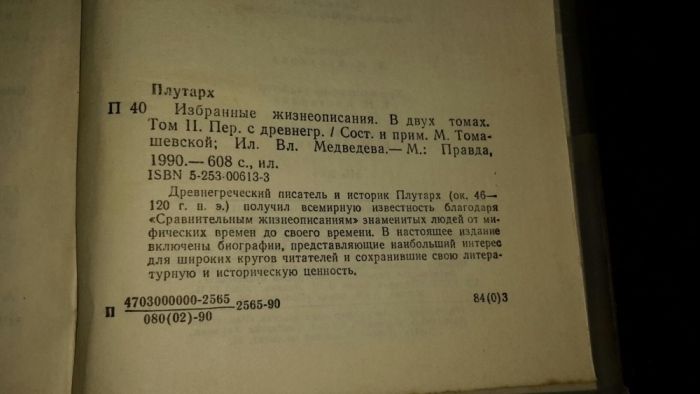 Плутарх
П 40 Избранные жизнеописания. В двух томах.
Том II. Пер. с древнегр. / Сост. и прим. М. Тома-
шевской; Ил. Вл. Медведева.— М.: Правда,
1990.— 608 с., ил.
ISBN 5-253-00613-3
Древнегреческий писатель и историк Плутарх (ок. 46—
120 г. н. э.) получил всемирную известность благодаря
«Сравнительным жизнеописаниям» знаменитых людей от ми-
фических времен до своего времени. В настоящее издание
включены биографии, представляющие наибольший интерес
для широких кругов читателей и сохранившие свою литера-
турную и историческую ценность.
П 4703000000-2565 2565-90 84(0)3
080(02)-90